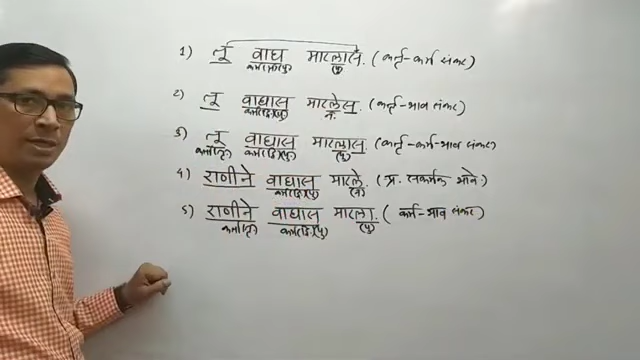 1) तू वाघ मारलास. (कर्तृ-कर्म संकर)
(पु)
2) तू वाघास मारलेस. (कर्तृ-भाव संकर)
न.
3) तू वाघास मारलास. (कर्तृ-कर्म-भाव संकर)
(पु)
4) राणीने वाघास मारले. (प्र. सकर्मक भावे)
(न)
5) राणीने वाघास मारला. (कर्म-भाव संकर)
(पु)